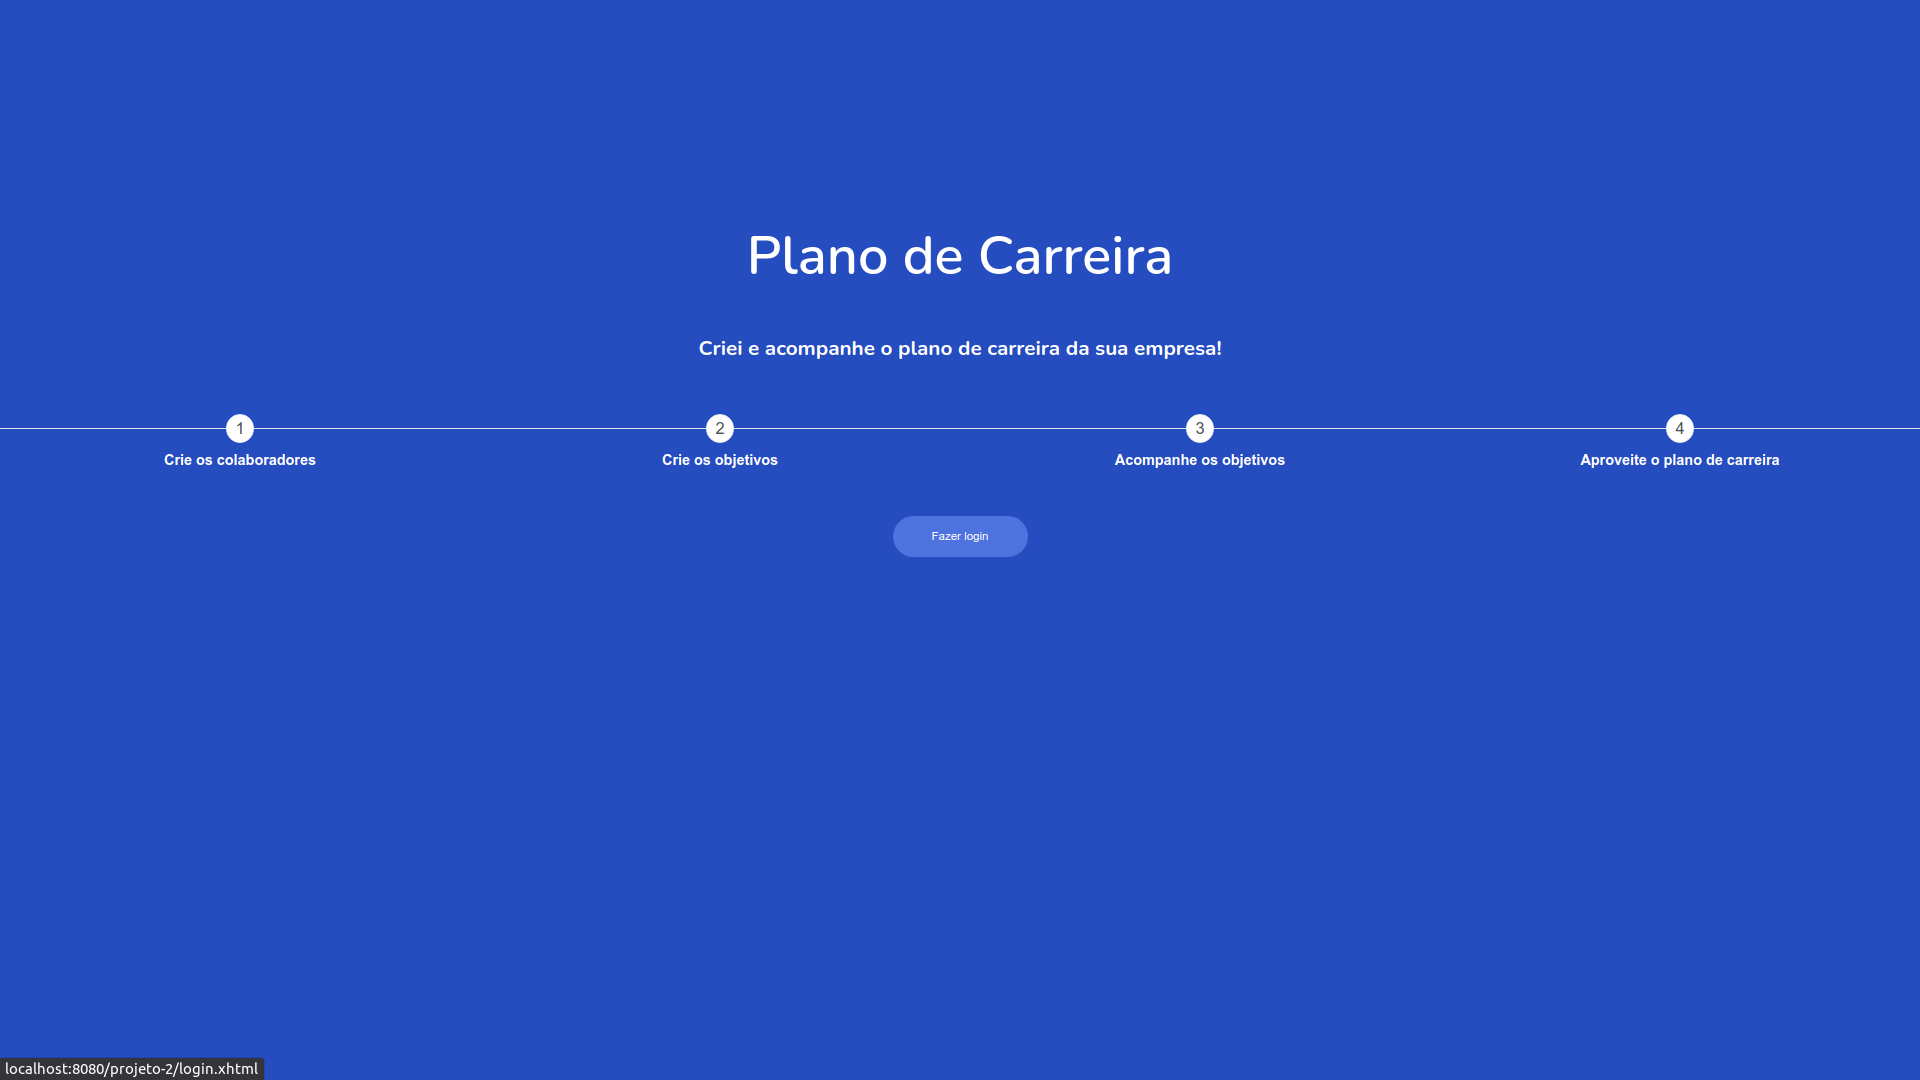 Plano de Carreira
Criei e acompanhe o plano de carreira da sua empresa!
1
2
3
4
Crie os colaboradores
Crie os objetivos
Acompanhe os objetivos
Aproveite o plano de carreira
Fazer login
localhost:8080/projeto-2/login.xhtml